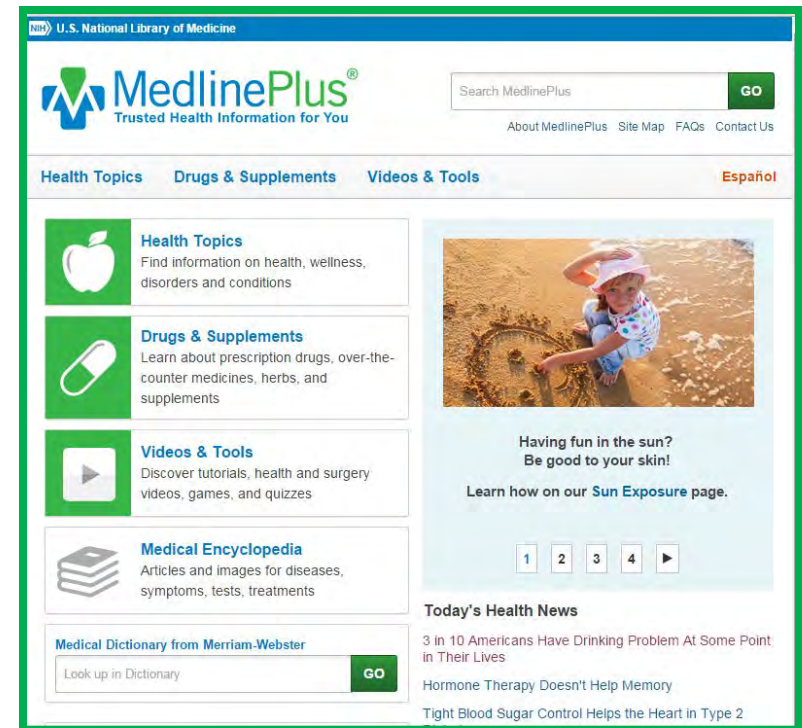 NIH U.S. National Library of Medicine
MedlinePlus®
Trusted Health Information for You
Search MedlinePlus
GO
About MedlinePlus Site Map FAQs Contact Us
Health Topics Drugs & Supplements Videos & Tools Español
Health Topics
Find information on health, wellness,
disorders and conditions
Drugs & Supplements
Learn about prescription drugs, over-the-
counter medicines, herbs, and
supplements
Videos & Tools
Discover tutorials, health and surgery
videos, games, and quizzes
Medical Encyclopedia
Articles and images for diseases,
symptoms, tests, treatments
Medical Dictionary from Merriam-Webster
Look up in Dictionary
GO
Having fun in the sun?
Be good to your skin!
Learn how on our Sun Exposure page.
1 2 3 4
Today's Health News
3 in 10 Americans Have Drinking Problem At Some Point
in Their Lives
Hormone Therapy Doesn't Help Memory
Tight Blood Sugar Control Helps the Heart in Type 2